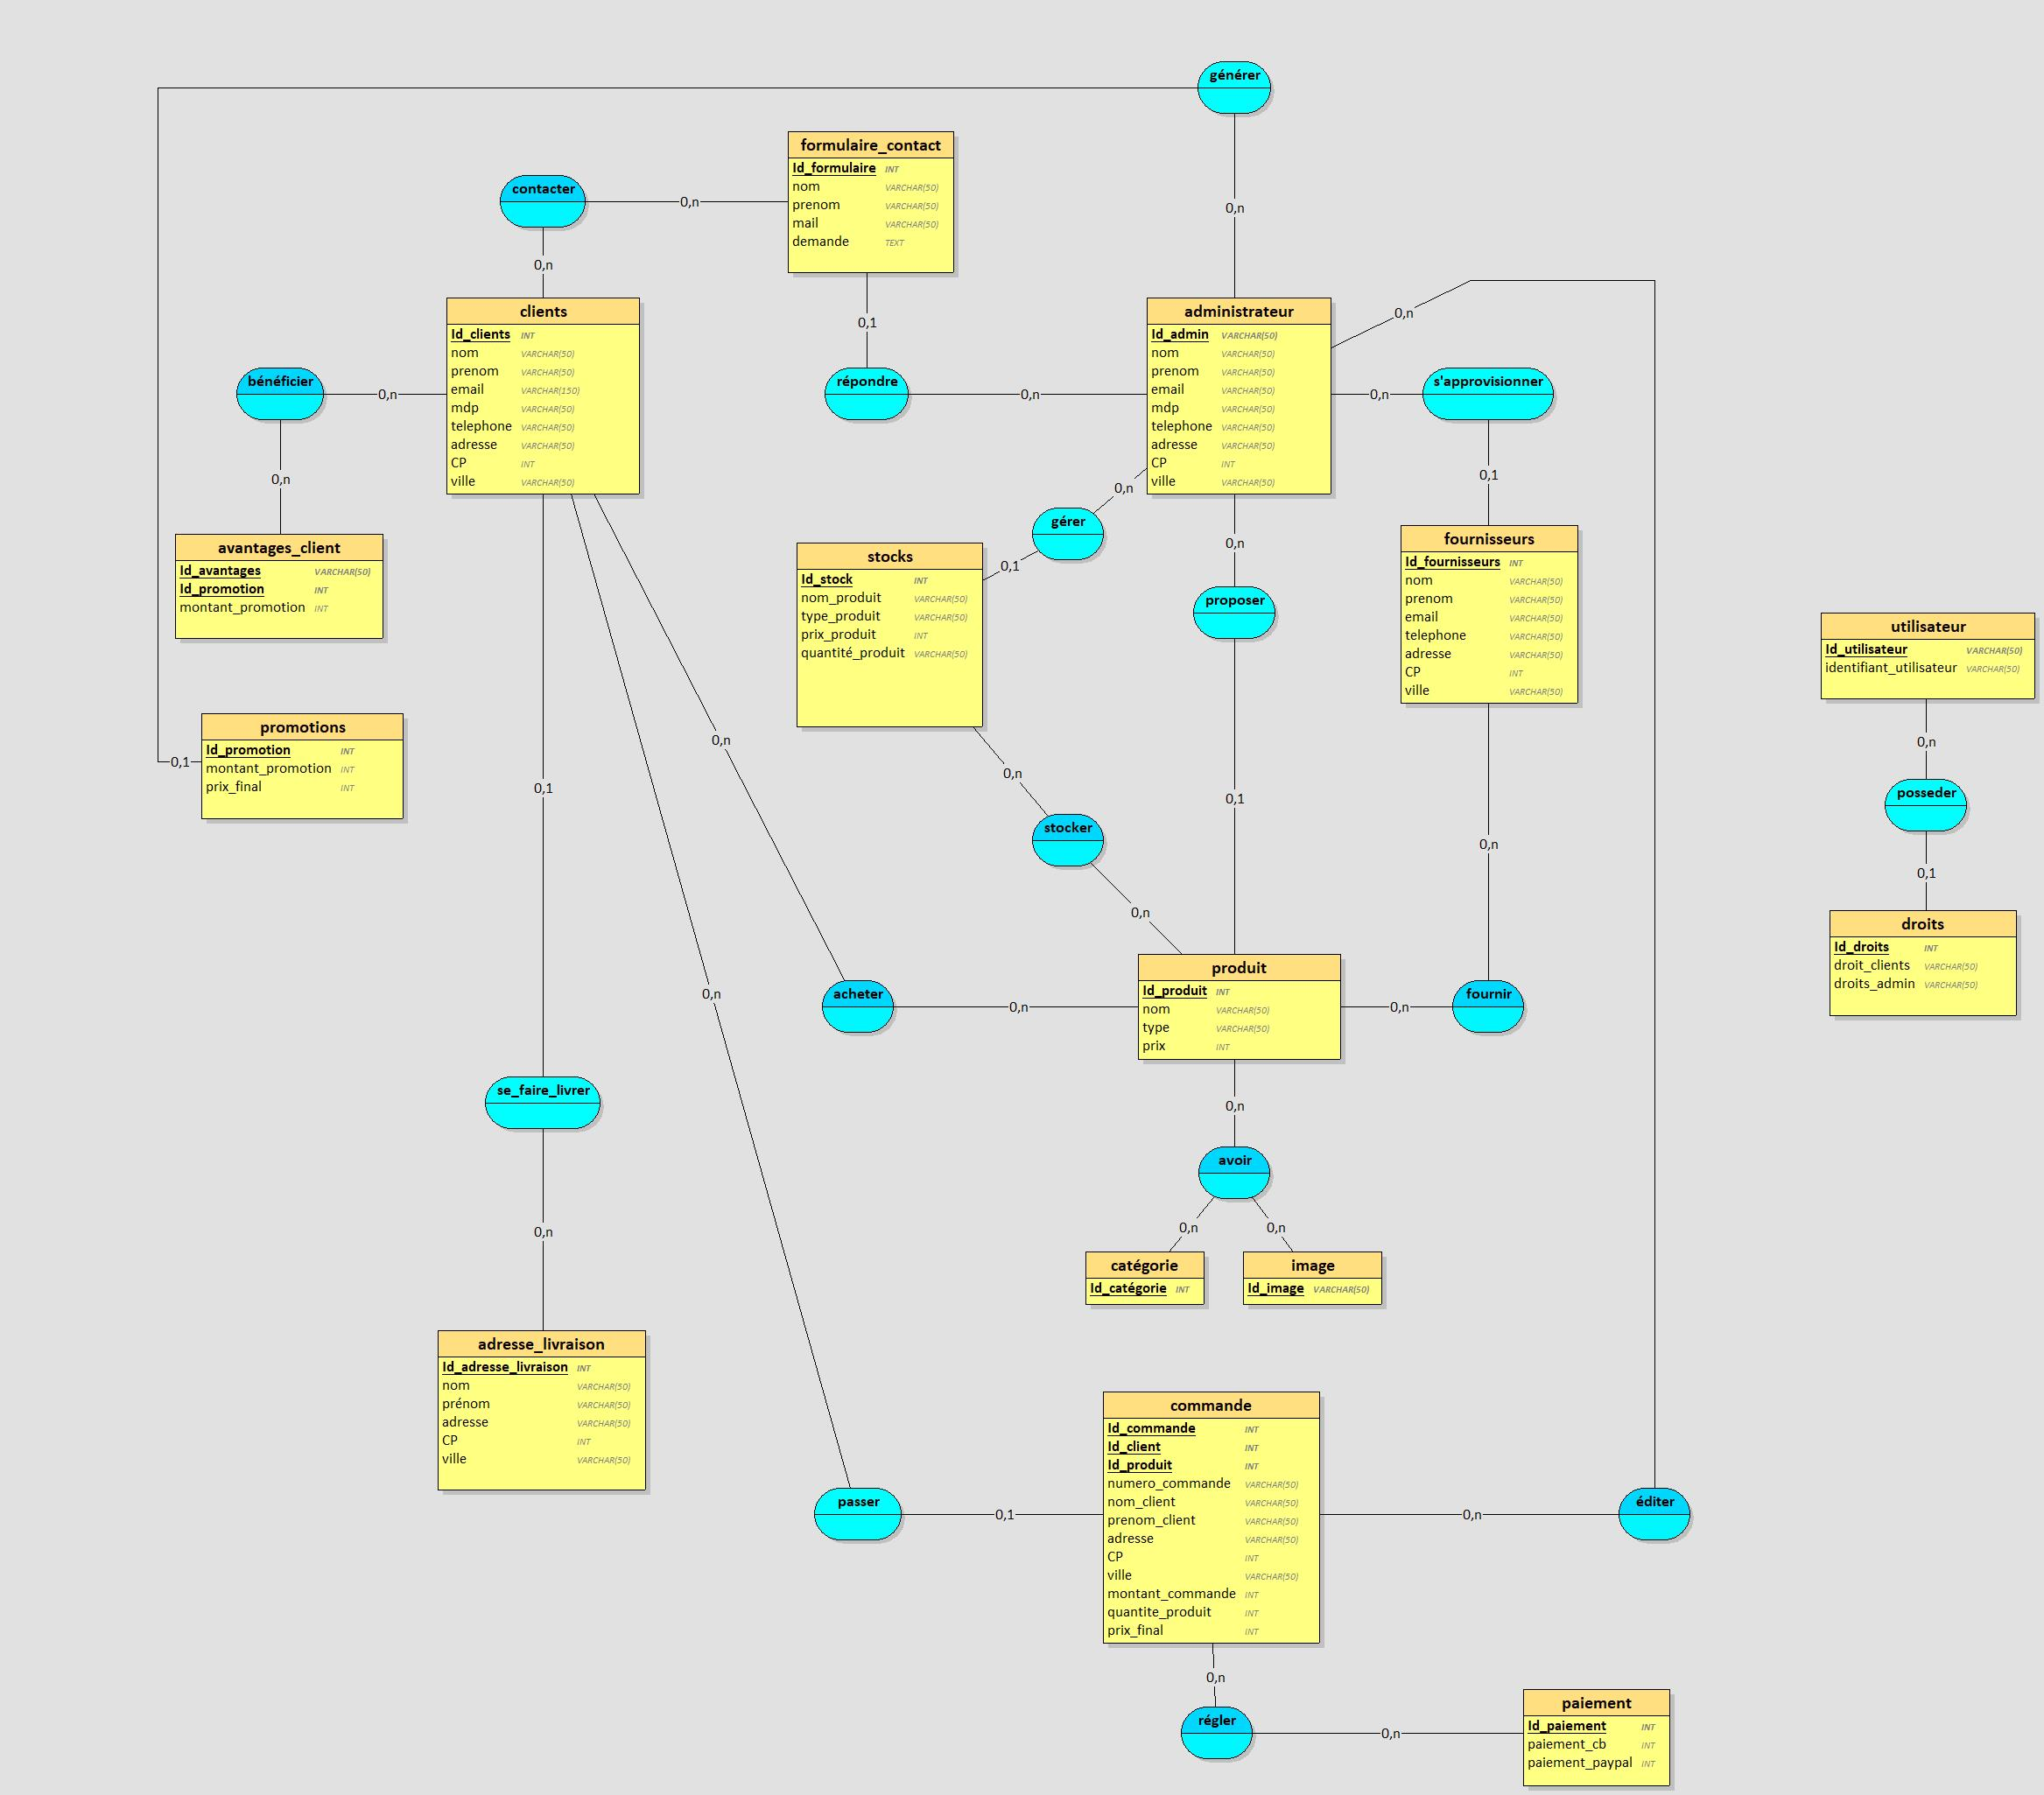 générer
0,n
formulaire_contact
Id_formulaire INT
nom VARCHAR(50)
prenom VARCHAR(50)
mail VARCHAR(50)
demande TEXT
contacter
0,n
0,n
0,1
clients
Id_clients INT
nom VARCHAR(50)
prenom VARCHAR(50)
email VARCHAR(150)
mdp VARCHAR(50)
telephone VARCHAR(50)
adresse VARCHAR(50)
CP INT
ville VARCHAR(50)
administrateur
Id_admin VARCHAR(50)
nom VARCHAR(50)
prenom VARCHAR(50)
email VARCHAR(50)
mdp VARCHAR(50)
telephone VARCHAR(50)
adresse VARCHAR(50)
CP INT
ville VARCHAR(50)
0,n
bénéficier
0,n
répondre
0,n
0,n
s'approvisionner
0,n
0,1
0,n
gérer
0,1
0,n
avantages_client
Id_avantages VARCHAR(50)
Id_promotion INT
montant_promotion INT
stocks
Id_stock INT
nom_produit VARCHAR(50)
type_produit VARCHAR(50)
prix_produit INT
quantité_produit VARCHAR(50)
proposer
fournisseurs
Id_fournisseurs INT
nom VARCHAR(50)
prenom VARCHAR(50)
email VARCHAR(50)
telephone VARCHAR(50)
adresse VARCHAR(50)
CP INT
ville VARCHAR(50)
utilisateur
Id_utilisateur VARCHAR(50)
identifiant_utilisateur VARCHAR(50)
promotions
Id_promotion INT
montant_promotion INT
prix_final INT
0,1
0,n
0,1
0,n
0,n
posseder
0,1
stocker
0,n
0,1
0,n
droits
Id_droits INT
droit_clients VARCHAR(50)
droits_admin VARCHAR(50)
produit
Id_produit INT
nom VARCHAR(50)
type VARCHAR(50)
prix INT
0,n
acheter
0,n
0,n
fournir
se_faire_livrer
0,n
avoir
0,n
0,n
0,n
catégorie
Id_catégorie INT
image
Id_image VARCHAR(50)
adresse_livraison
Id_adresse_livraison INT
nom VARCHAR(50)
prénom VARCHAR(50)
adresse VARCHAR(50)
CP INT
ville VARCHAR(50)
commande
Id_commande INT
Id_client INT
Id_produit INT
numero_commande VARCHAR(50)
nom_client VARCHAR(50)
prenom_client VARCHAR(50)
adresse VARCHAR(50)
CP INT
ville VARCHAR(50)
montant_commande INT
quantite_produit INT
prix_final INT
passer
0,1
0,n
éditer
0,n
régler
0,n
paiement
Id_paiement INT
paiement_cb INT
paiement_paypal INT